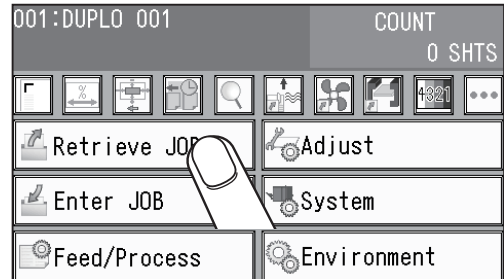 001:DUPLO 001
COUNT
0 SHTS
% 4321
Retrieve JOB
Adjust
Enter JOB
System
Feed/Process
Environment